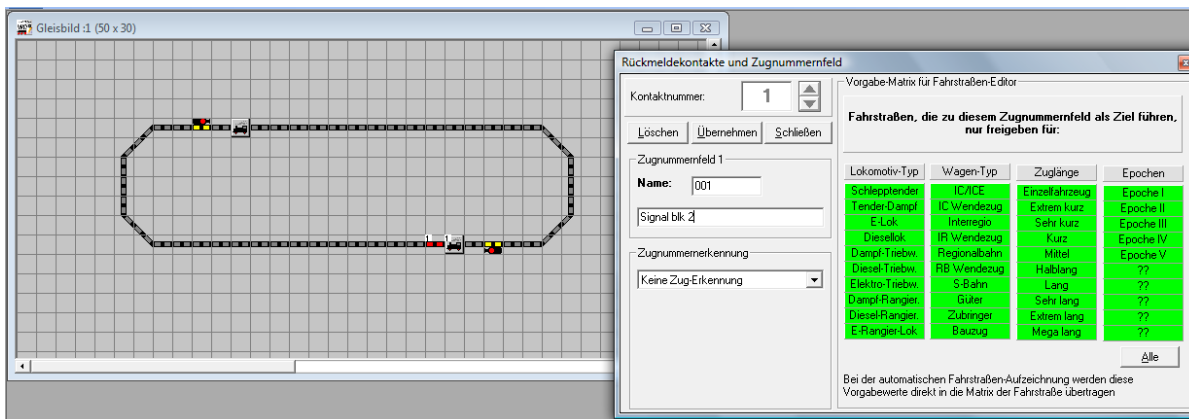 Gleisbild :1 (50 x 30)
1 1
Rückmeldekontakte und Zugnummernfeld
Kontaktnummer: 1
Löschen Übernehmen Schließen
Zugnummernfeld 1
Name: 001
Signal blk 2
Zugnummernerkennung
Keine Zug-Erkennung
Vorgabe-Matrix für Fahrstraßen-Editor
Fahrstraßen, die zu diesem Zugnummernfeld als Ziel führen,
nur freigeben für:
Lokomotiv-Typ Wagen-Typ Zuglänge Epochen
Schlepptender IC/ICE Einzelfahrzeug Epoche I
Tender-Dampf IC Wendezug Extrem kurz Epoche II
E-Lok Interregio Sehr kurz Epoche III
Diesellok IR Wendezug Kurz Epoche IV
Dampf-Triebw. Regionalbahn Mittel Epoche V
Diesel-Triebw. RB Wendezug Halblang ??
Elektro-Triebw. S-Bahn Lang ??
Dampf-Rangier. Güter Sehr lang ??
Diesel-Rangier. Zubringer Extrem lang ??
E-Rangier-Lok Bauzug Mega lang ??
Alle
Bei der automatischen Fahrstraßen-Aufzeichnung werden diese
Vorgabewerte direkt in die Matrix der Fahrstraße übertragen